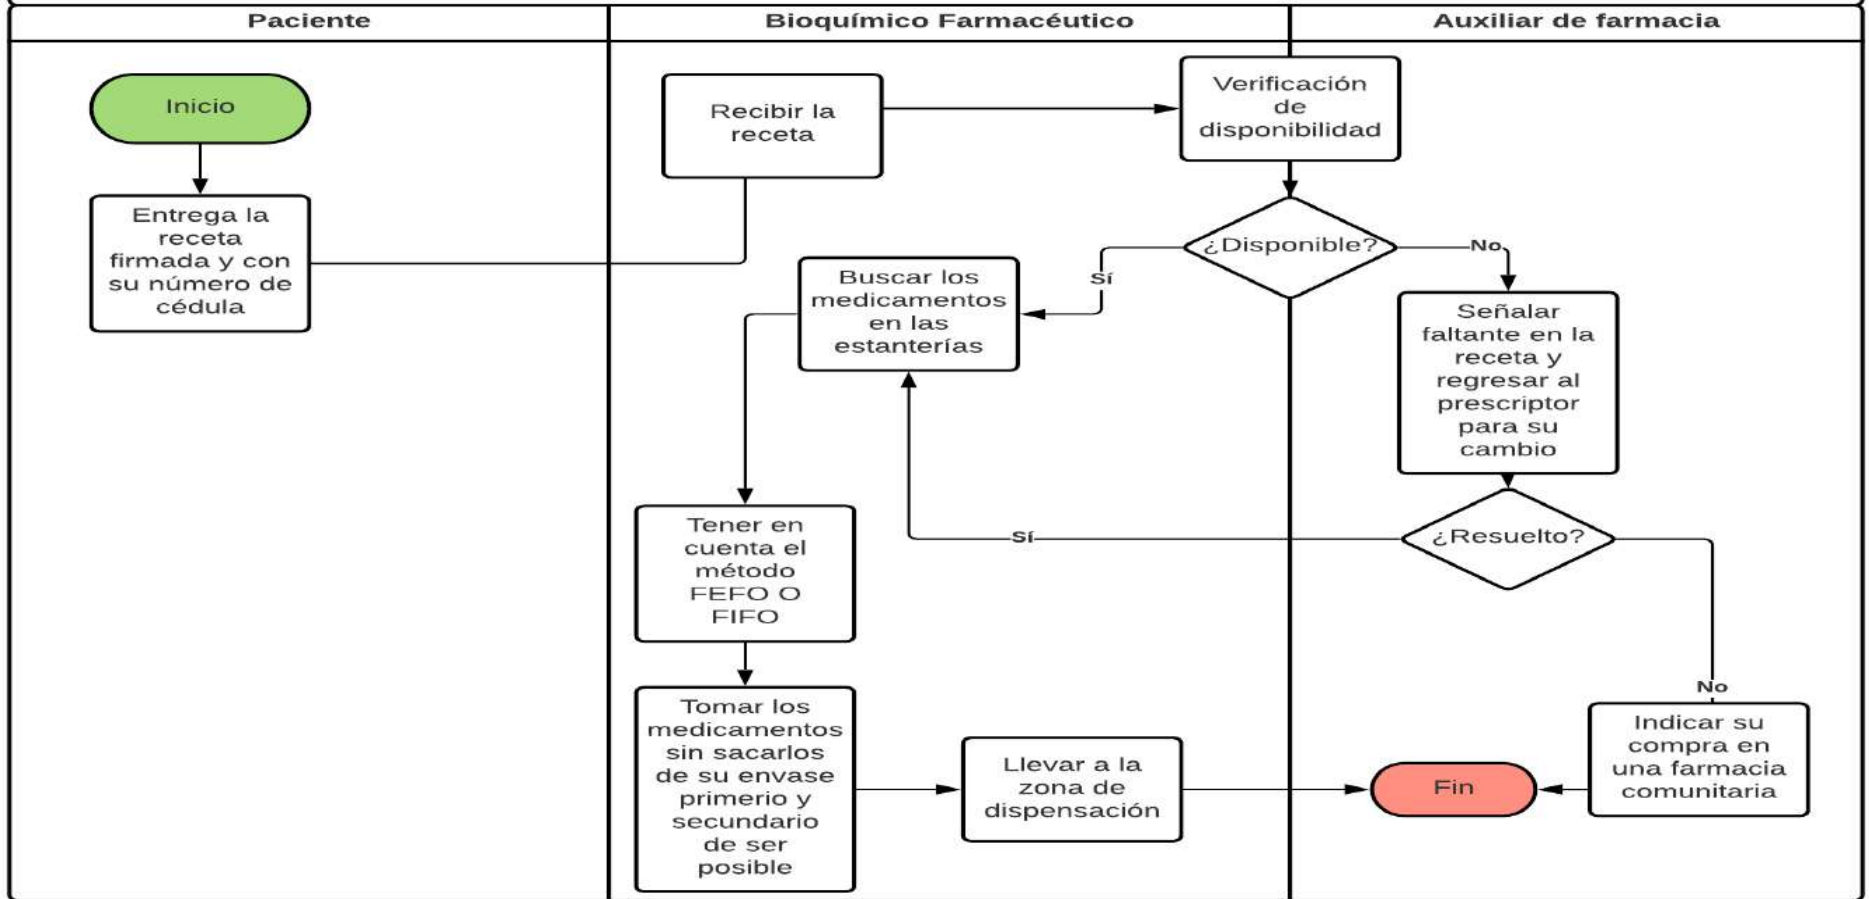 Paciente
Bioquímico Farmacéutico
Auxiliar de farmacia
Inicio
Entrega la
receta
firmada y con
su número de
cédula
Recibir la
receta
Verificación
de
disponibilidad
¿Disponible?
Sí
No
Buscar los
medicamentos
en las
estanterías
Señalar
faltante en la
receta y
regresar al
prescriptor
para su
cambio
¿Resuelto?
Sí
No
Tener en
cuenta el
método
FEFO O
FIFO
Tomar los
medicamentos
sin sacarlos
de su envase
primerio y
secundario
de ser
posible
Llevar a la
zona de
dispensación
Indicar su
compra en
una farmacia
comunitaria
Fin